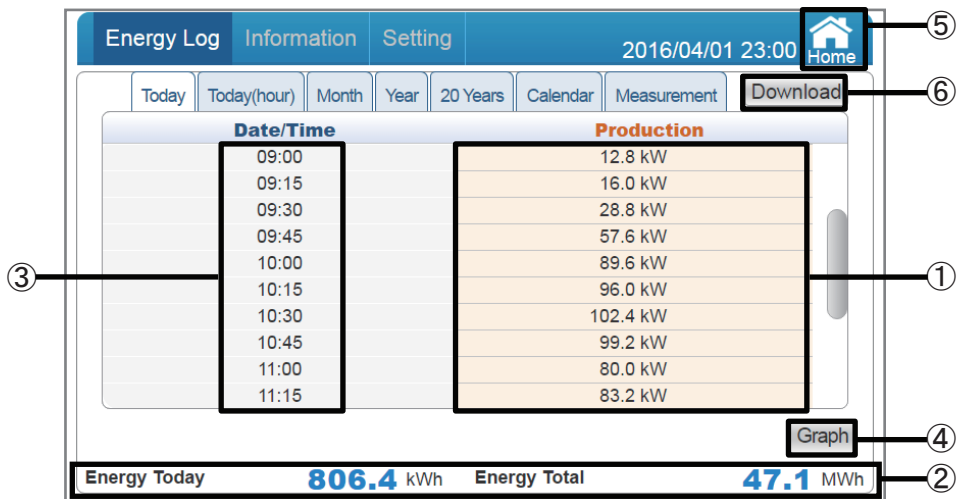 Energy Log Information Setting 2016/04/01 23:00 Home ⑤
Today Today(hour) Month Year 20 Years Calendar Measurement Download ⑥
Date/Time Production
09:00 12.8 kW
09:15 16.0 kW
09:30 28.8 kW
09:45 57.6 kW
10:00 89.6 kW
③ 10:15 96.0 kW ①
10:30 102.4 kW
10:45 99.2 kW
11:00 80.0 kW
11:15 83.2 kW
Graph ④
Energy Today 806.4 kWh Energy Total 47.1 MWh ②